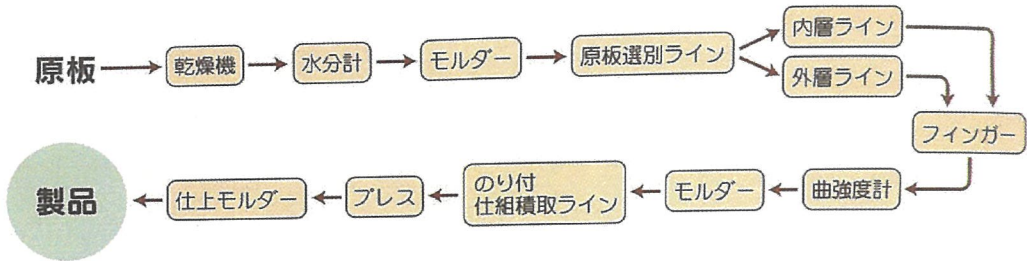 原板
乾燥機
水分計
モルダー
原板選別ライン
内層ライン
外層ライン
フィンガー
曲強度計
モルダー
のり付
仕組積取ライン
プレス
仕上モルダー
製品